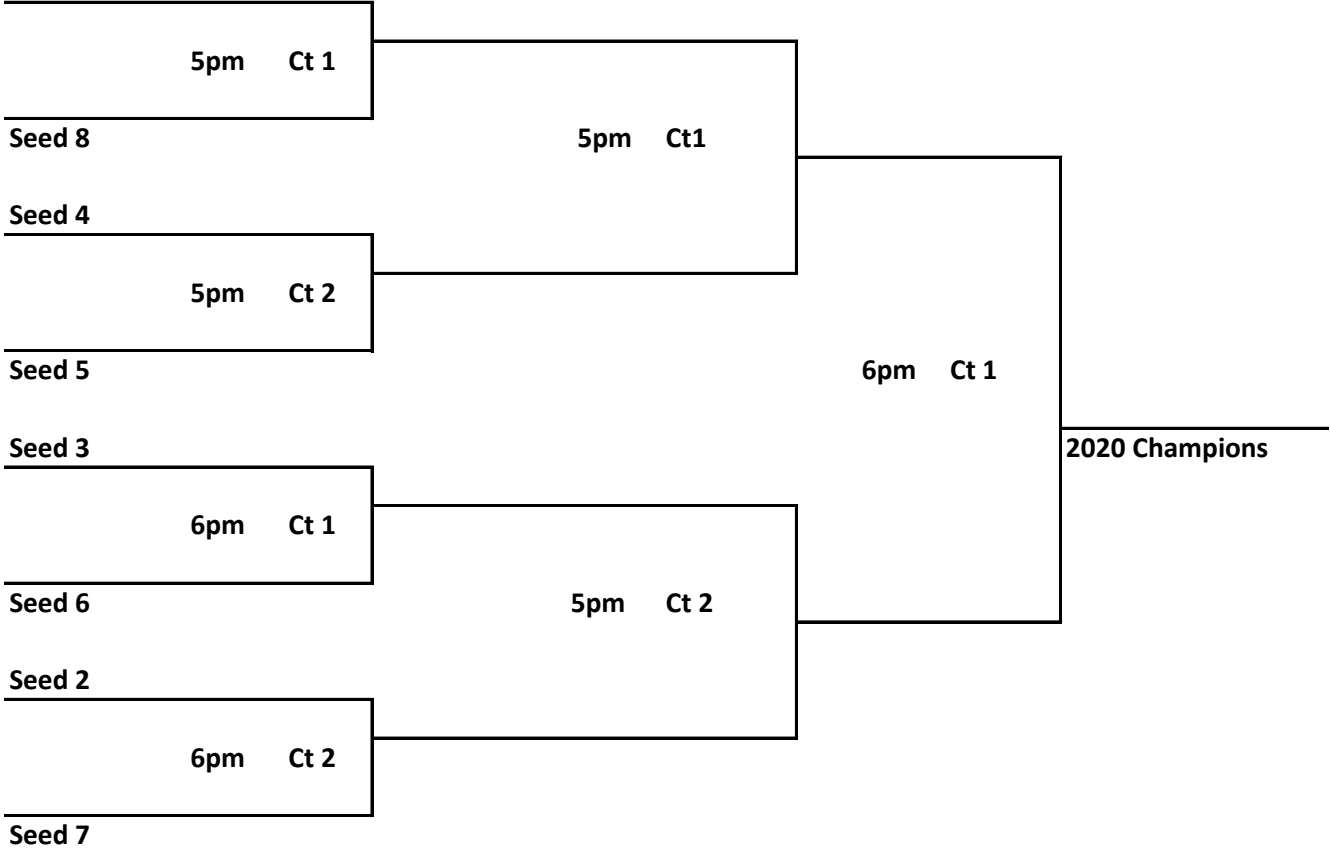 5pm Ct 1
Seed 8
5pm Ct1
Seed 4
5pm Ct 2
Seed 5
6pm Ct 1
Seed 3
2020 Champions
6pm Ct 1
Seed 6
5pm Ct 2
Seed 2
6pm Ct 2
Seed 7